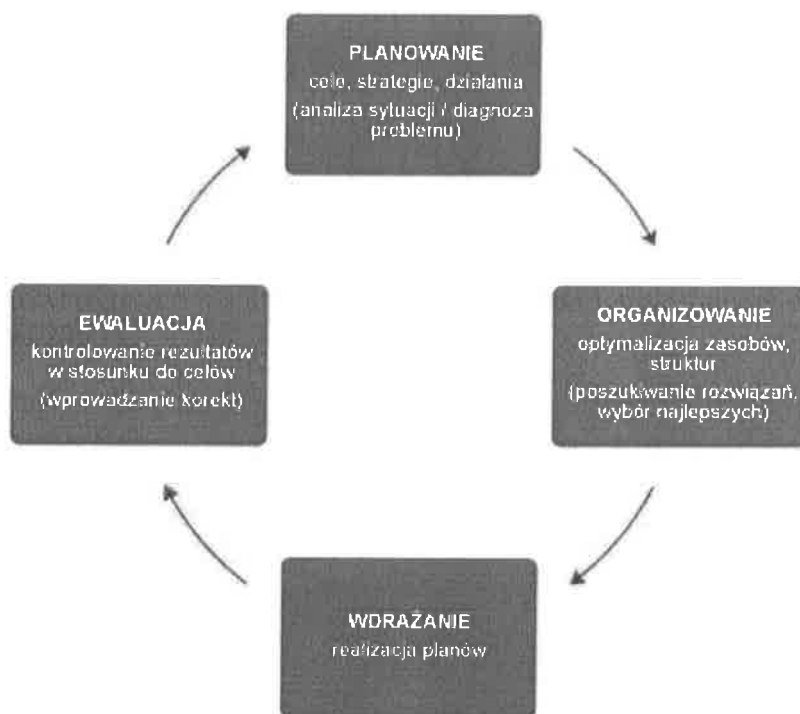 PLANOWANIE
cele, strategie, działania
(analiza sytuacji / diagnoza
problemu)
ORGANIZOWANIE
optymalizacja zasobów,
struktur
(poszukiwanie rozwiązań,
wybór najlepszych)
WDRAŻANIE
realizacja planów
EWALUACJA
kontrolowanie rezultatów
w stosunku do celów
(wprowadzanie korekt)